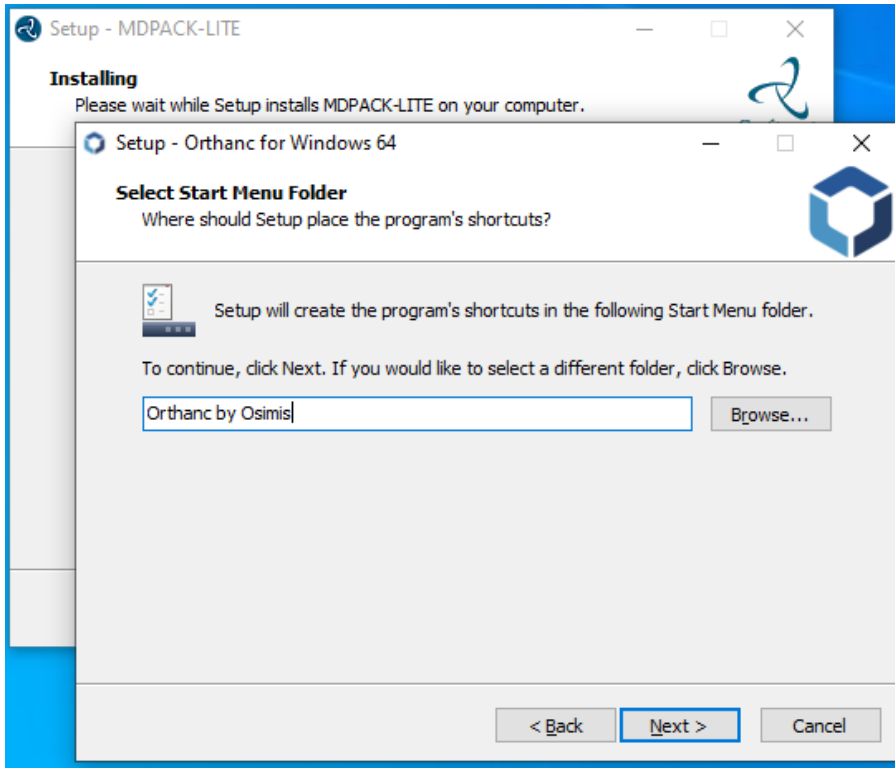 Setup - MDPACK-LITE
Installing
Please wait while Setup installs MDPACK-LITE on your computer.
Setup - Orthanc for Windows 64
Select Start Menu Folder
Where should Setup place the program's shortcuts?
Setup will create the program's shortcuts in the following Start Menu folder.
To continue, click Next. If you would like to select a different folder, click Browse.
Orthanc by Osimis
Browse...
< Back
Next >
Cancel